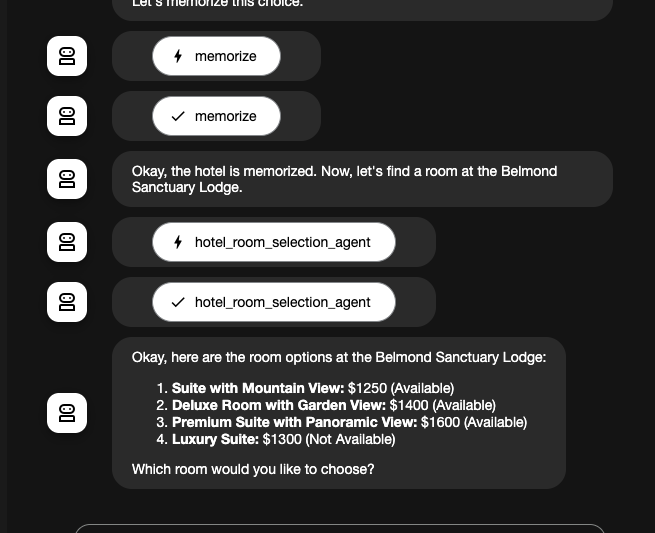 Let's memorize this choice.
memorize
memorize
Okay, the hotel is memorized. Now, let's find a room at the Belmond
Sanctuary Lodge.
hotel_room_selection_agent
hotel_room_selection_agent
Okay, here are the room options at the Belmond Sanctuary Lodge:
1. Suite with Mountain View: $1250 (Available)
2. Deluxe Room with Garden View: $1400 (Available)
3. Premium Suite with Panoramic View: $1600 (Available)
4. Luxury Suite: $1300 (Not Available)
Which room would you like to choose?